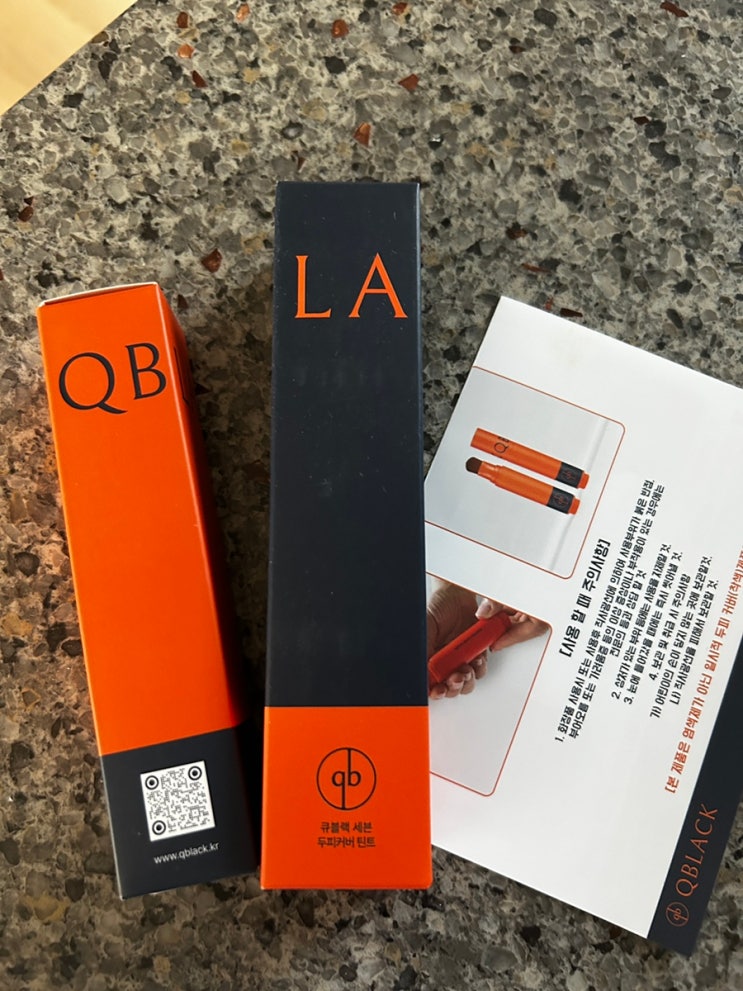 QB
www.qblack.kr
LA
qb
큐블랙 세븐
두피커버 틴트
QB
[사용 할 때 주의사항]
1. 화장품 사용시 또는 사용후 직사광선에 의하여 사용부위가 붉은 반점,
부어오름 또는 가려움증 등의 이상 증상이나 부작용이 있는 경우에는
전문의 등과 상담 할 것
2. 상처가 있는 부위 등에는 사용을 자제할 것.
3. 눈에 들어갔을 때에는 즉시 씻어낼 것.
4. 보관 및 취급 시 주의사항
가) 어린이의 손이 닿지 않는 곳에 보관할것.
나) 직사광선을 피해서 보관할 것.
[본 제품은 염색제가 아닌 일시적 두피 커버(착색)
qb QBLACK